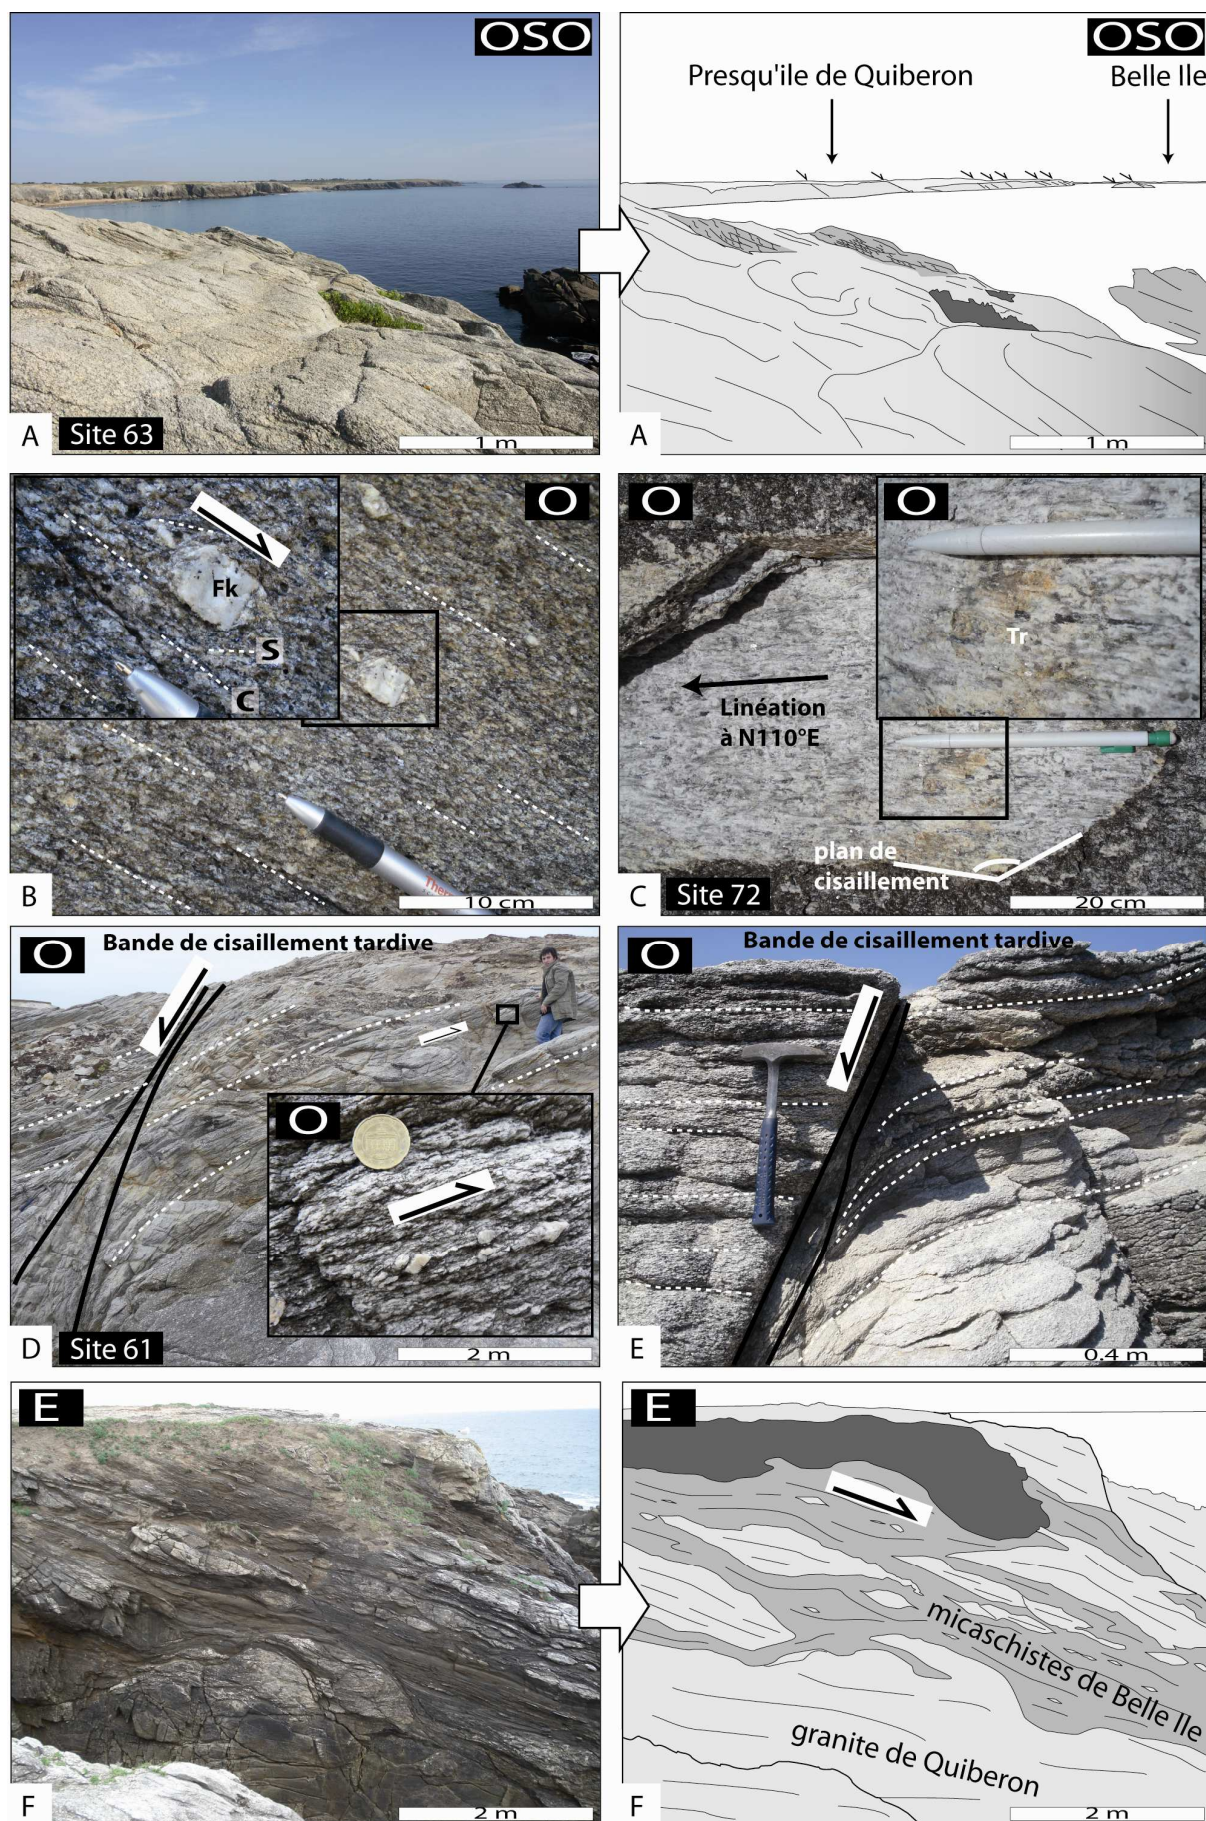 OSO
OSO
Presqu'ile de Quiberon
Belle Ile
A
Site 63
1 m
A
1 m
O
Fk
S
C
B
10 cm
O
O
Tr
Linéation
à N110°E
plan de
cisaillement
C
Site 72
20 cm
O
Bande de cisaillement tardive
O
D
Site 61
2 m
O
Bande de cisaillement tardive
E
0.4 m
E
F
2 m
E
micaschistes de Belle Ile
granite de Quiberon
F
2 m